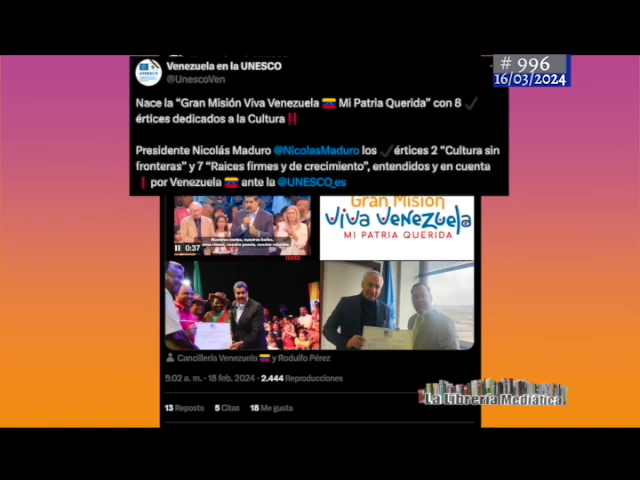 # 996
16/03/2024
Venezuela en la UNESCO
@UnescoVen
Nace la “Gran Misión Viva Venezuela 🇻🇪 Mi Patria Querida” con 8 ✔️
értices dedicados a la Cultura‼️
Presidente Nicolás Maduro @NicolasMaduro los ✔️értices 2 “Cultura sin
fronteras” y 7 “Raices firmes y de crecimiento”, entendidos y en cuenta
❗ por Venezuela 🇻🇪 ante la @UNESCO_es
0:37
Gran Misión
Viva Venezuela
MI PATRIA QUERIDA
Cancillería Venezuela 🇻🇪 y Rodulfo Pérez
5:02 a. m. · 18 feb. 2024 · 2.444 Reproducciones
13 Reposts 5 Citas 18 Me gusta
La Librería Mediática